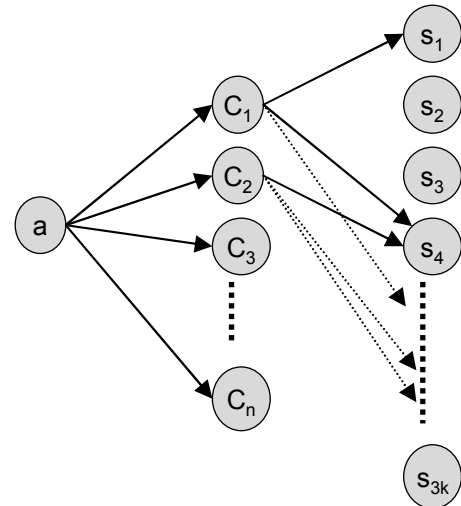 a
C₁
C₂
C₃
Cₙ
s₁
s₂
s₃
s₄
s₃ₖ